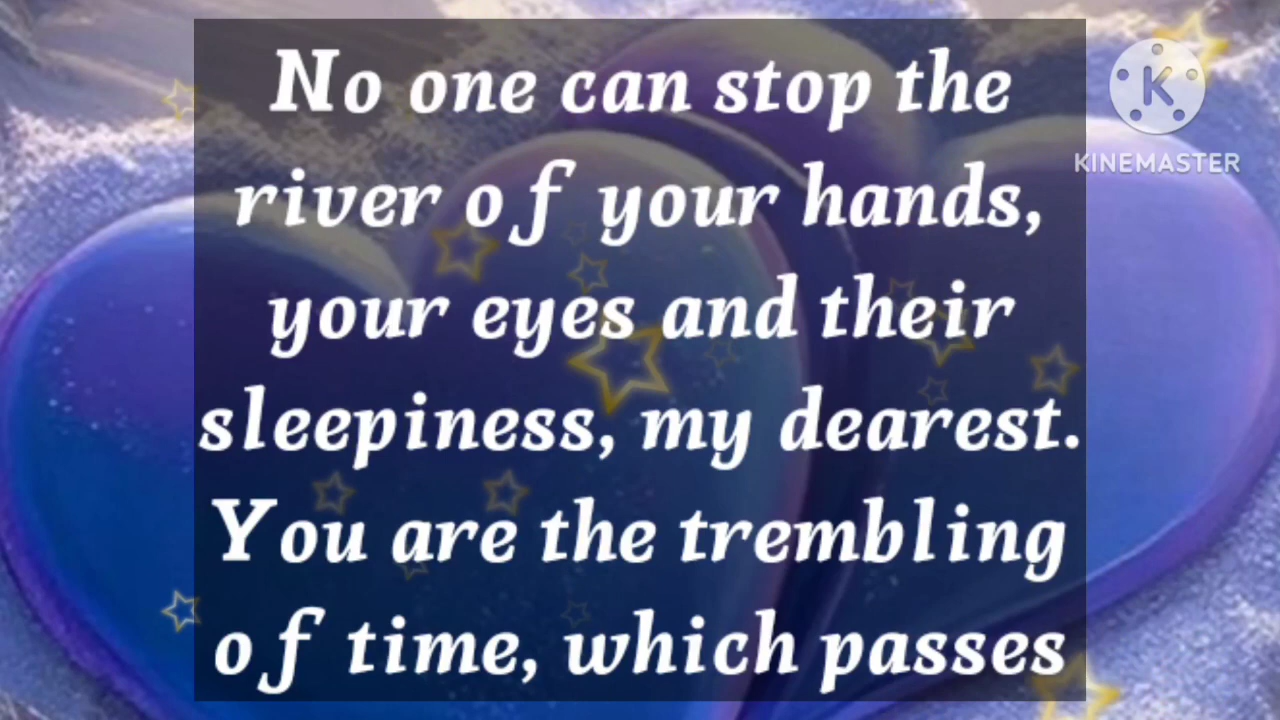 No one can stop the
river of your hands,
your eyes and their
sleepiness, my dearest.
You are the trembling
of time, which passes
K
KINEMASTER